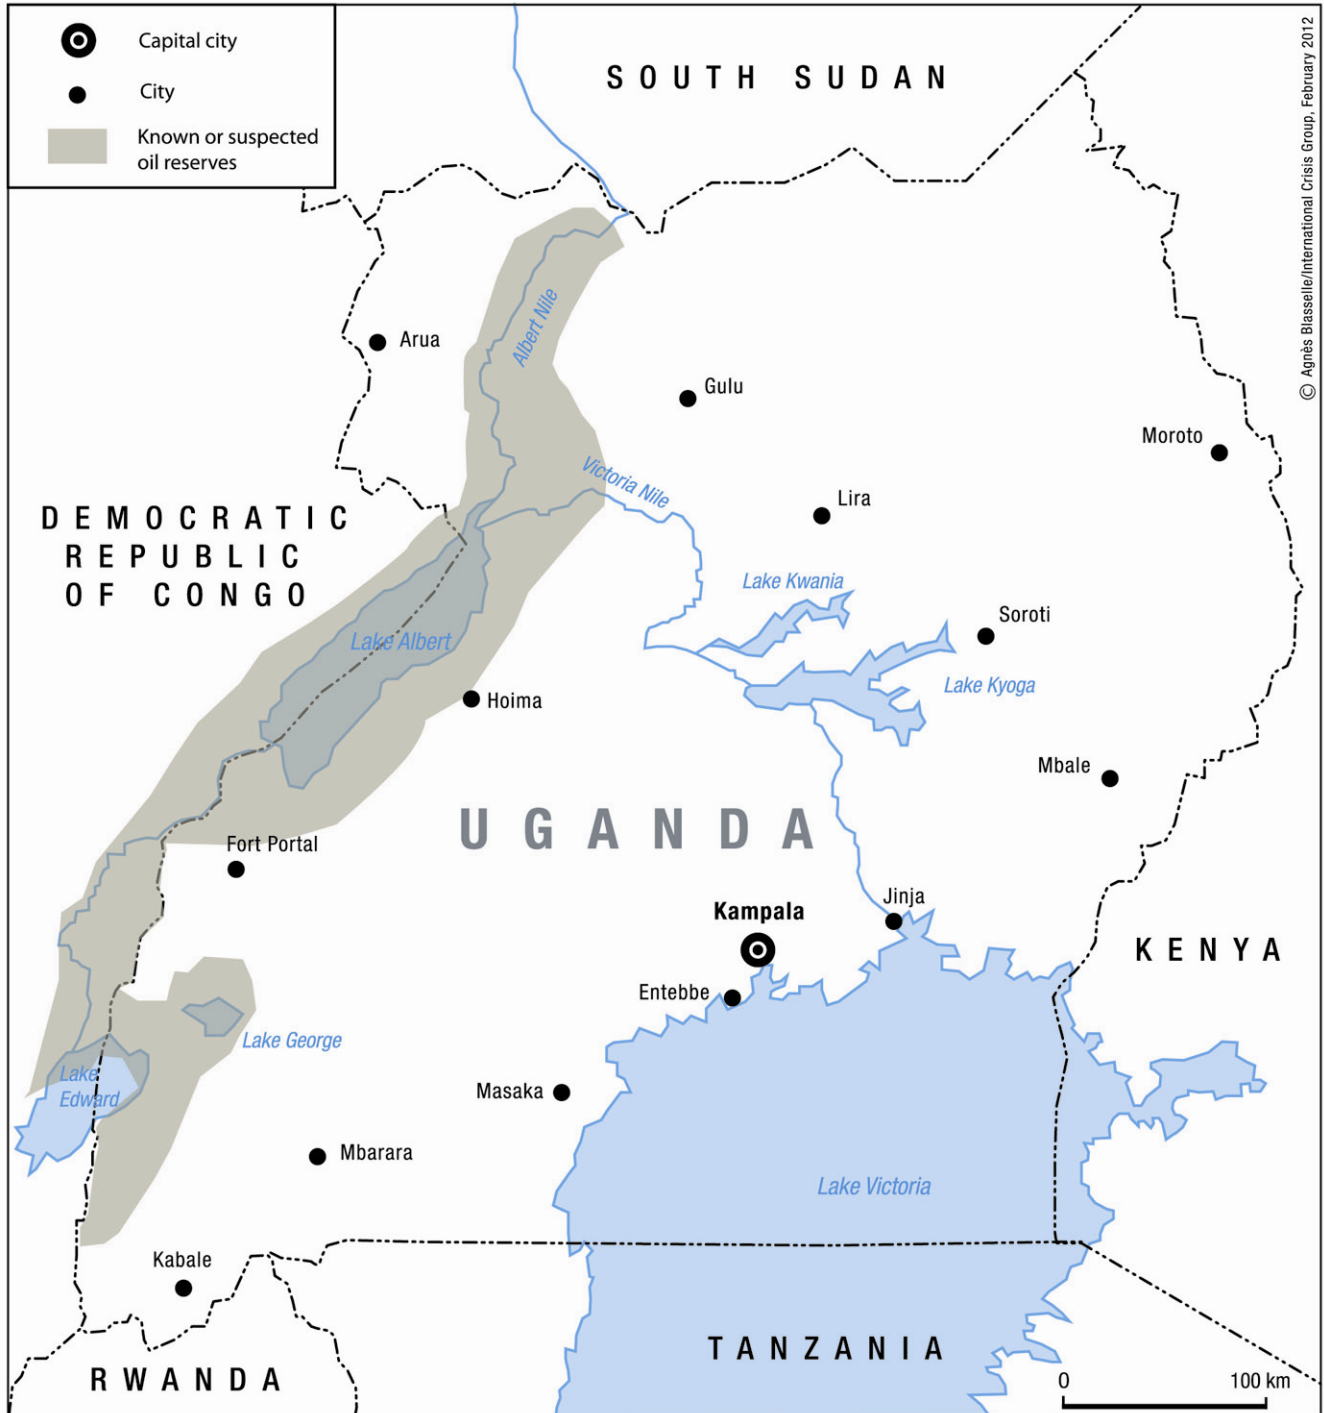 Capital city
City
Known or suspected
oil reserves
© Agnès Blasselle/International Crisis Group, February 2012
SOUTH SUDAN
Albert Nile
Arua
Gulu
Moroto
Victoria Nile
Lira
DEMOCRATIC
REPUBLIC
OF CONGO
Lake Kwania
Soroti
Lake Albert
Lake Kyoga
Hoima
Mbale
UGANDA
Fort Portal
Jinja
Kampala
KENYA
Entebbe
Lake George
Lake
Edward
Masaka
Mbarara
Lake Victoria
Kabale
TANZANIA
RWANDA
0 100 km